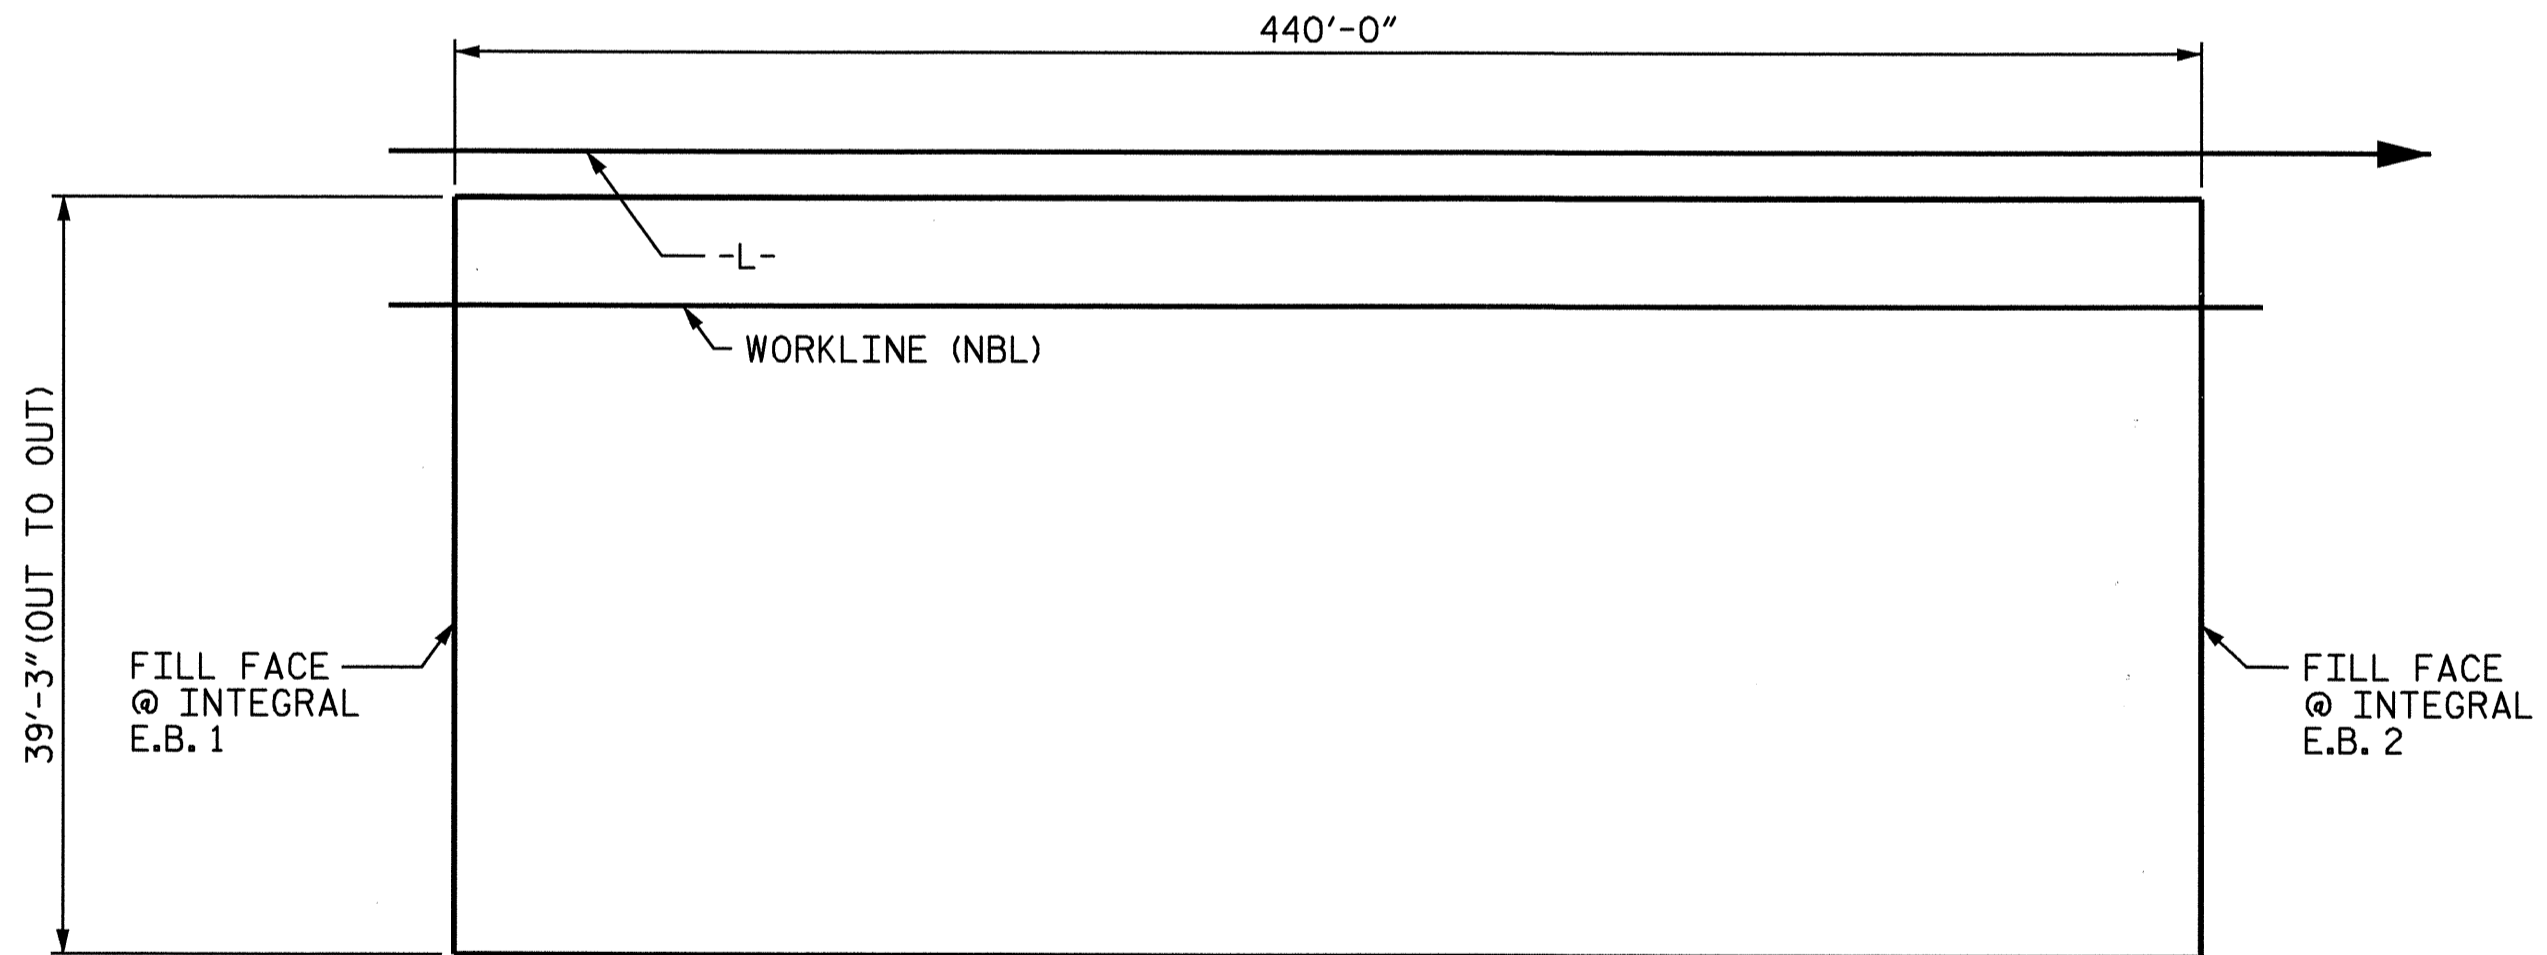 440'-0"
-L-
WORKLINE (NBL)
39'-3"(OUT TO OUT)
FILL FACE
@ INTEGRAL
E.B. 1
FILL FACE
@ INTEGRAL
E.B. 2